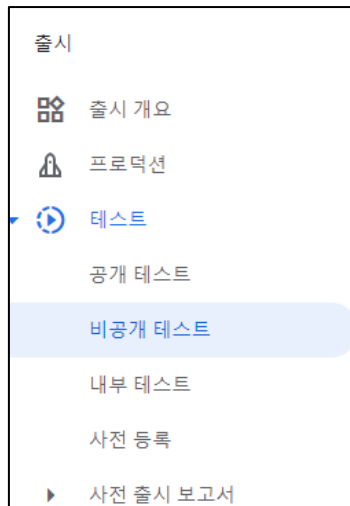 출시
출시 개요
프로덕션
테스트
공개 테스트
비공개 테스트
내부 테스트
사전 등록
사전 출시 보고서